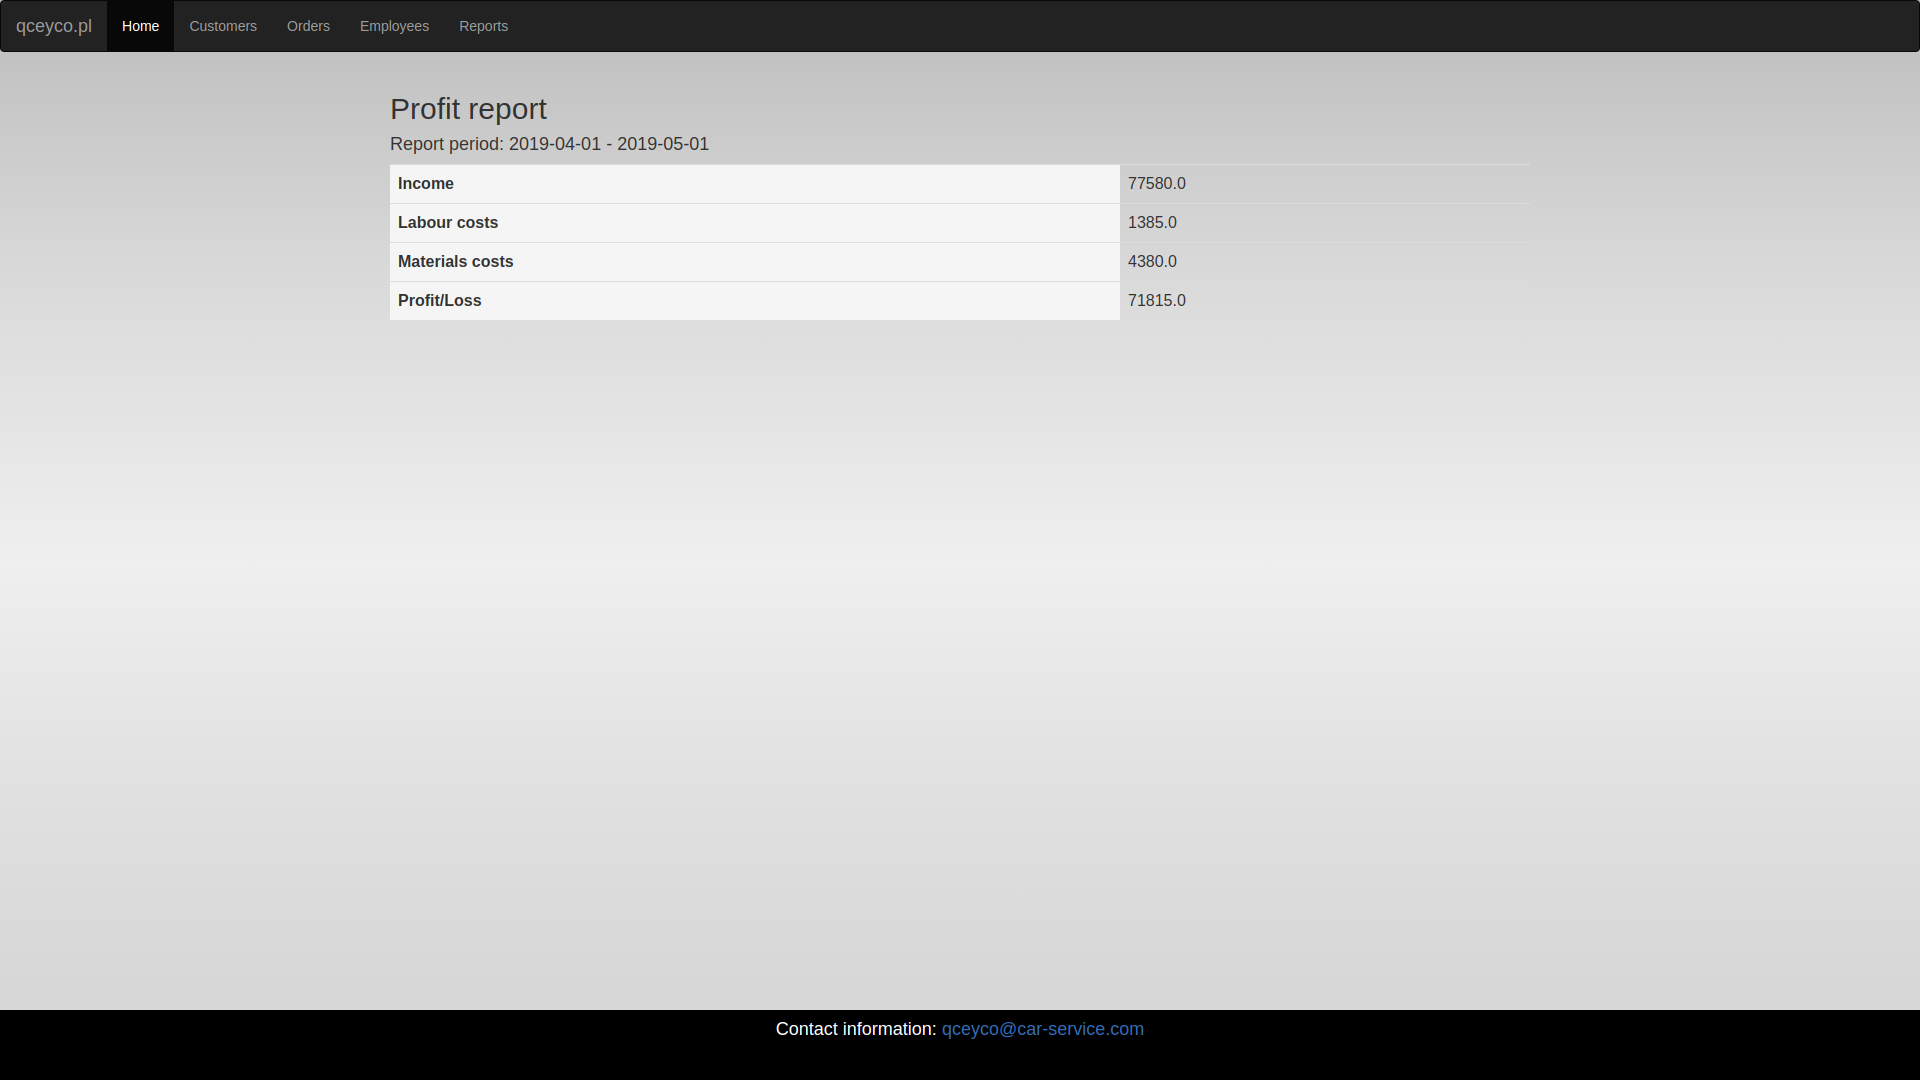 qceyco.pl Home Customers Orders Employees Reports
Profit report
Report period: 2019-04-01 - 2019-05-01
Income 77580.0
Labour costs 1385.0
Materials costs 4380.0
Profit/Loss 71815.0
Contact information: qceyco@car-service.com